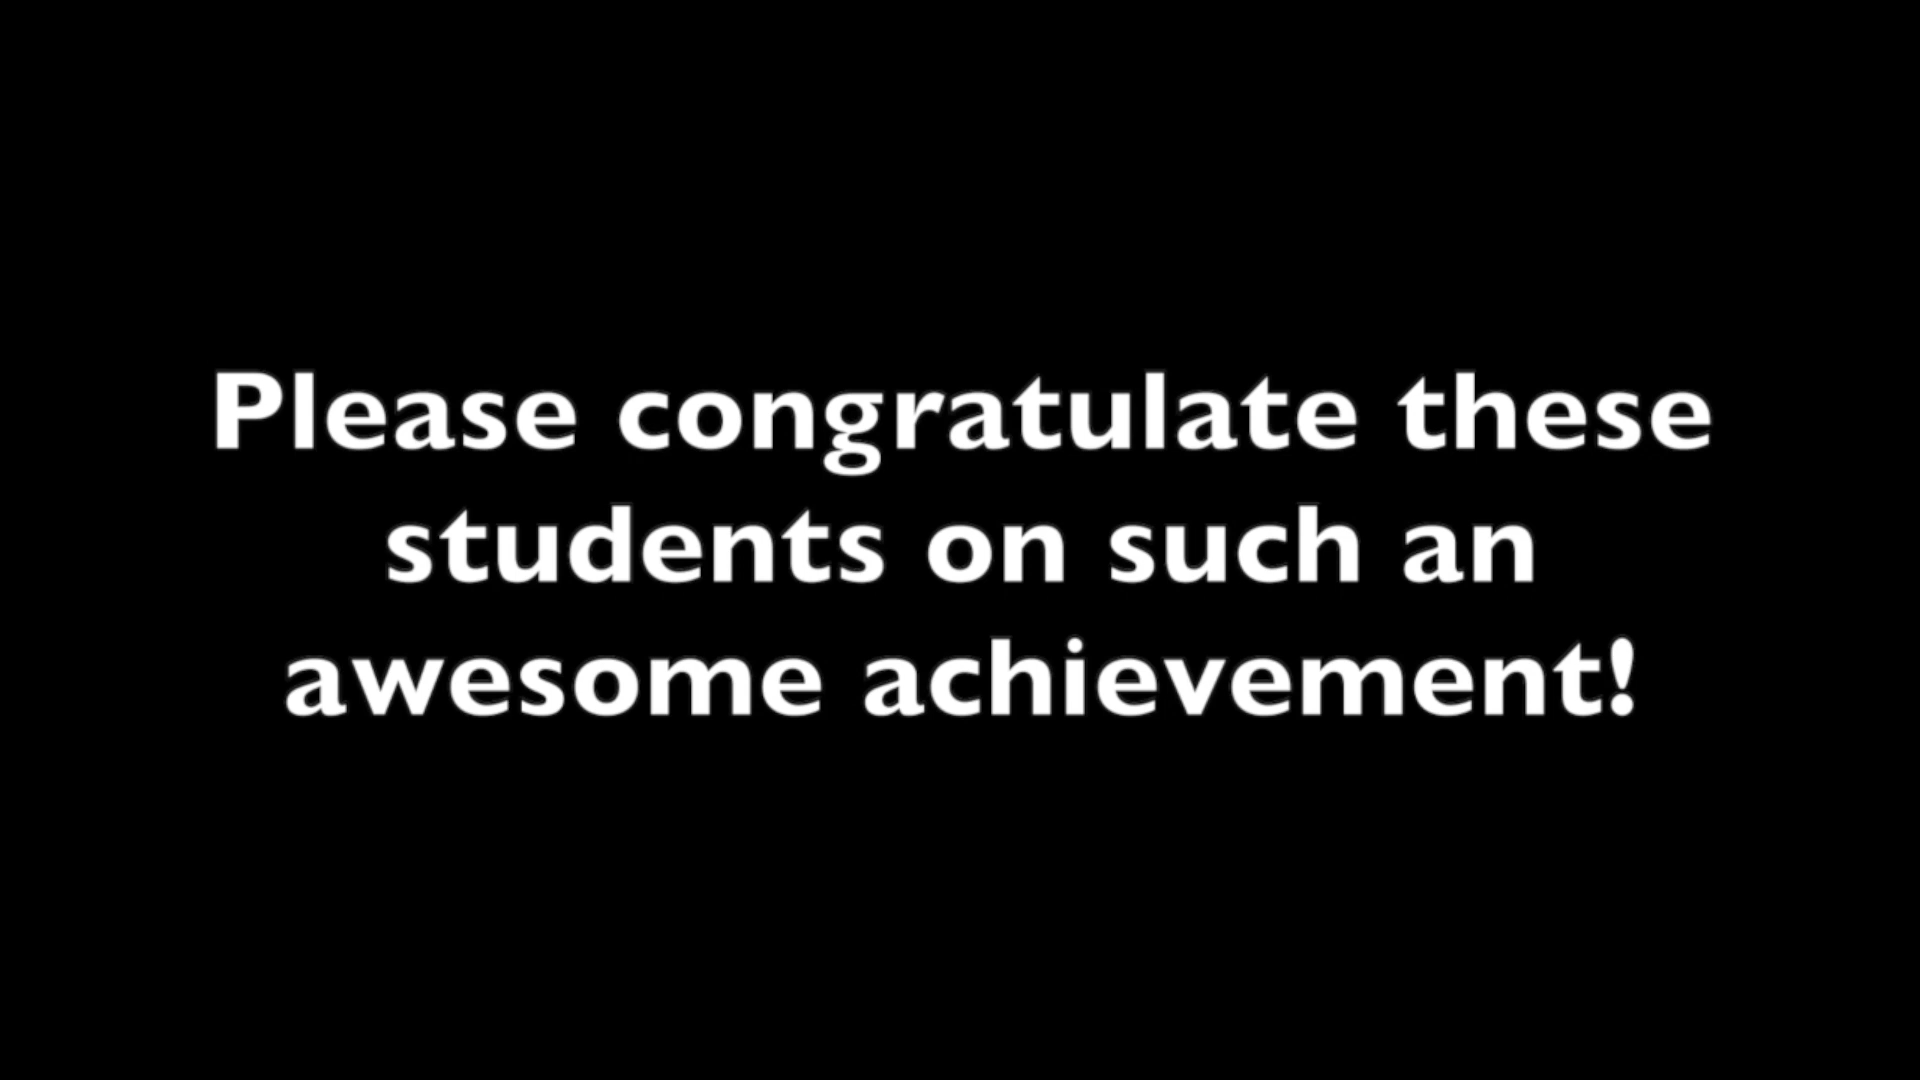 Please congratulate these
students on such an
awesome achievement!